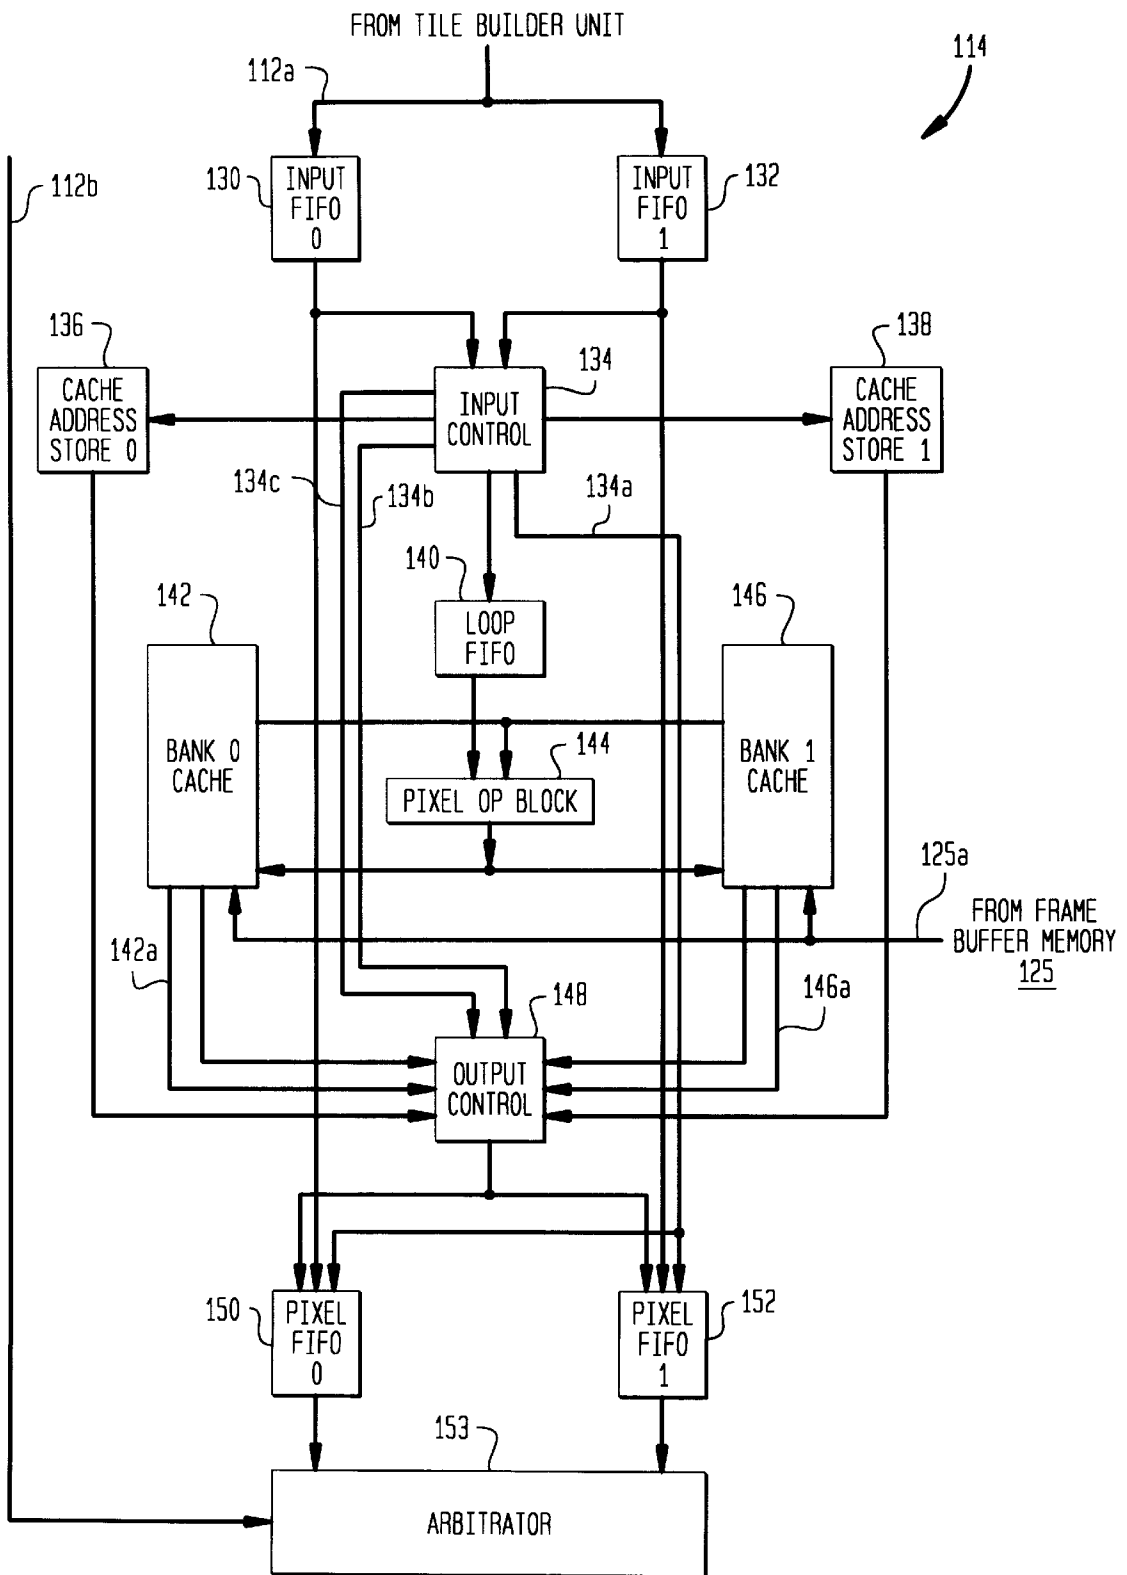 FROM TILE BUILDER UNIT
114
112a
112b
130
INPUT
FIFO
0
INPUT
FIFO
1
132
136
138
CACHE
ADDRESS
STORE 0
134
INPUT
CONTROL
CACHE
ADDRESS
STORE 1
134c
134b
134a
140
142
146
LOOP
FIFO
BANK 0
CACHE
144
BANK 1
CACHE
PIXEL OP BLOCK
125a
FROM FRAME
BUFFER MEMORY
125
142a
146a
148
OUTPUT
CONTROL
150
PIXEL
FIFO
0
PIXEL
FIFO
1
152
153
ARBITRATOR